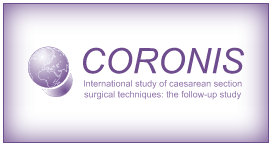 CORONIS
International study of caesarean section
surgical techniques: the follow-up study